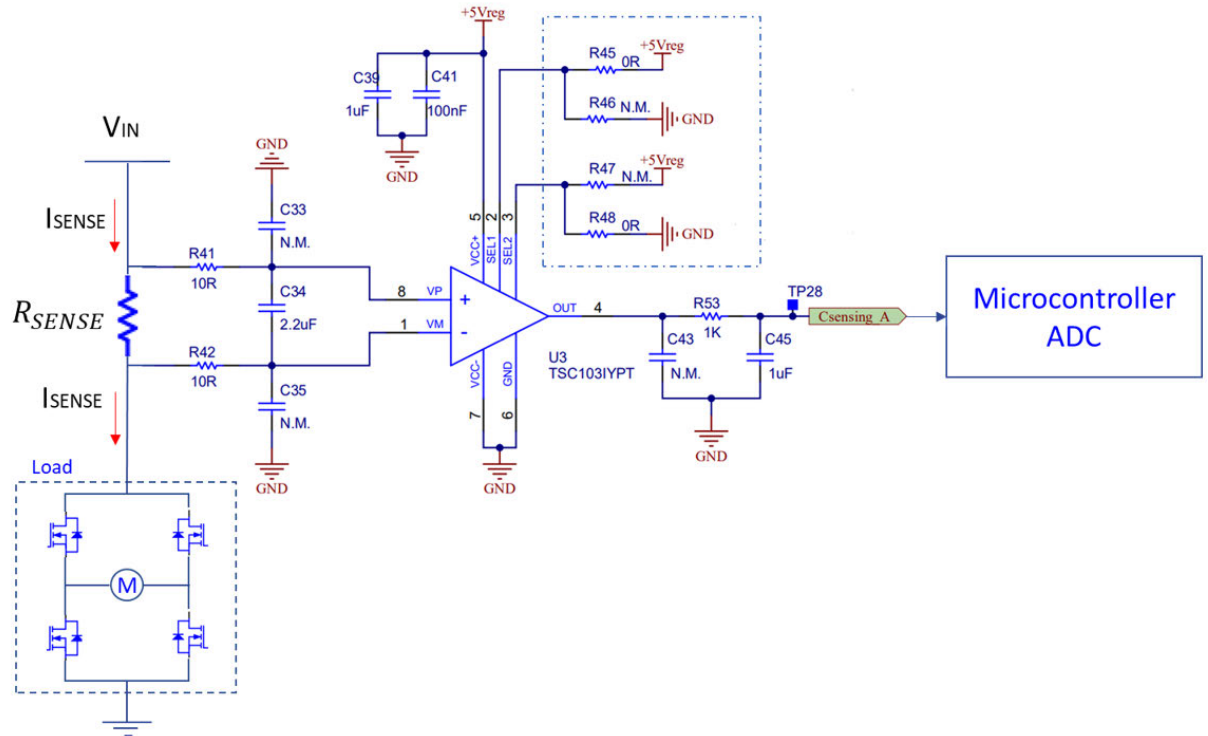 +5Vreg
C39
1uF
C41
100nF
GND
R45
0R
+5Vreg
R46
N.M.
GND
+5Vreg
R47
N.M.
R48
0R
GND
VIN
ISENSE
RSENSE
ISENSE
GND
C33
N.M.
R41
10R
C34
2.2uF
R42
10R
C35
N.M.
GND
5
2
3
VCC+
SEL1
SEL2
8
VP
+
1
VM
-
OUT
4
VCC-
GND
7
6
GND
U3
TSC103IYPT
R53
1K
C43
N.M.
C45
1uF
GND
TP28
Csensing_A
Microcontroller
ADC
Load
M